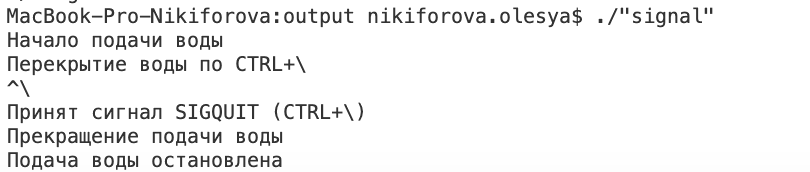 MacBook-Pro-Nikiforova:output nikiforova.olesya$ ./"signal"
Начало подачи воды
Перекрытие воды по CTRL+\
^\
Принят сигнал SIGQUIT (CTRL+\)
Прекращение подачи воды
Подача воды остановлена